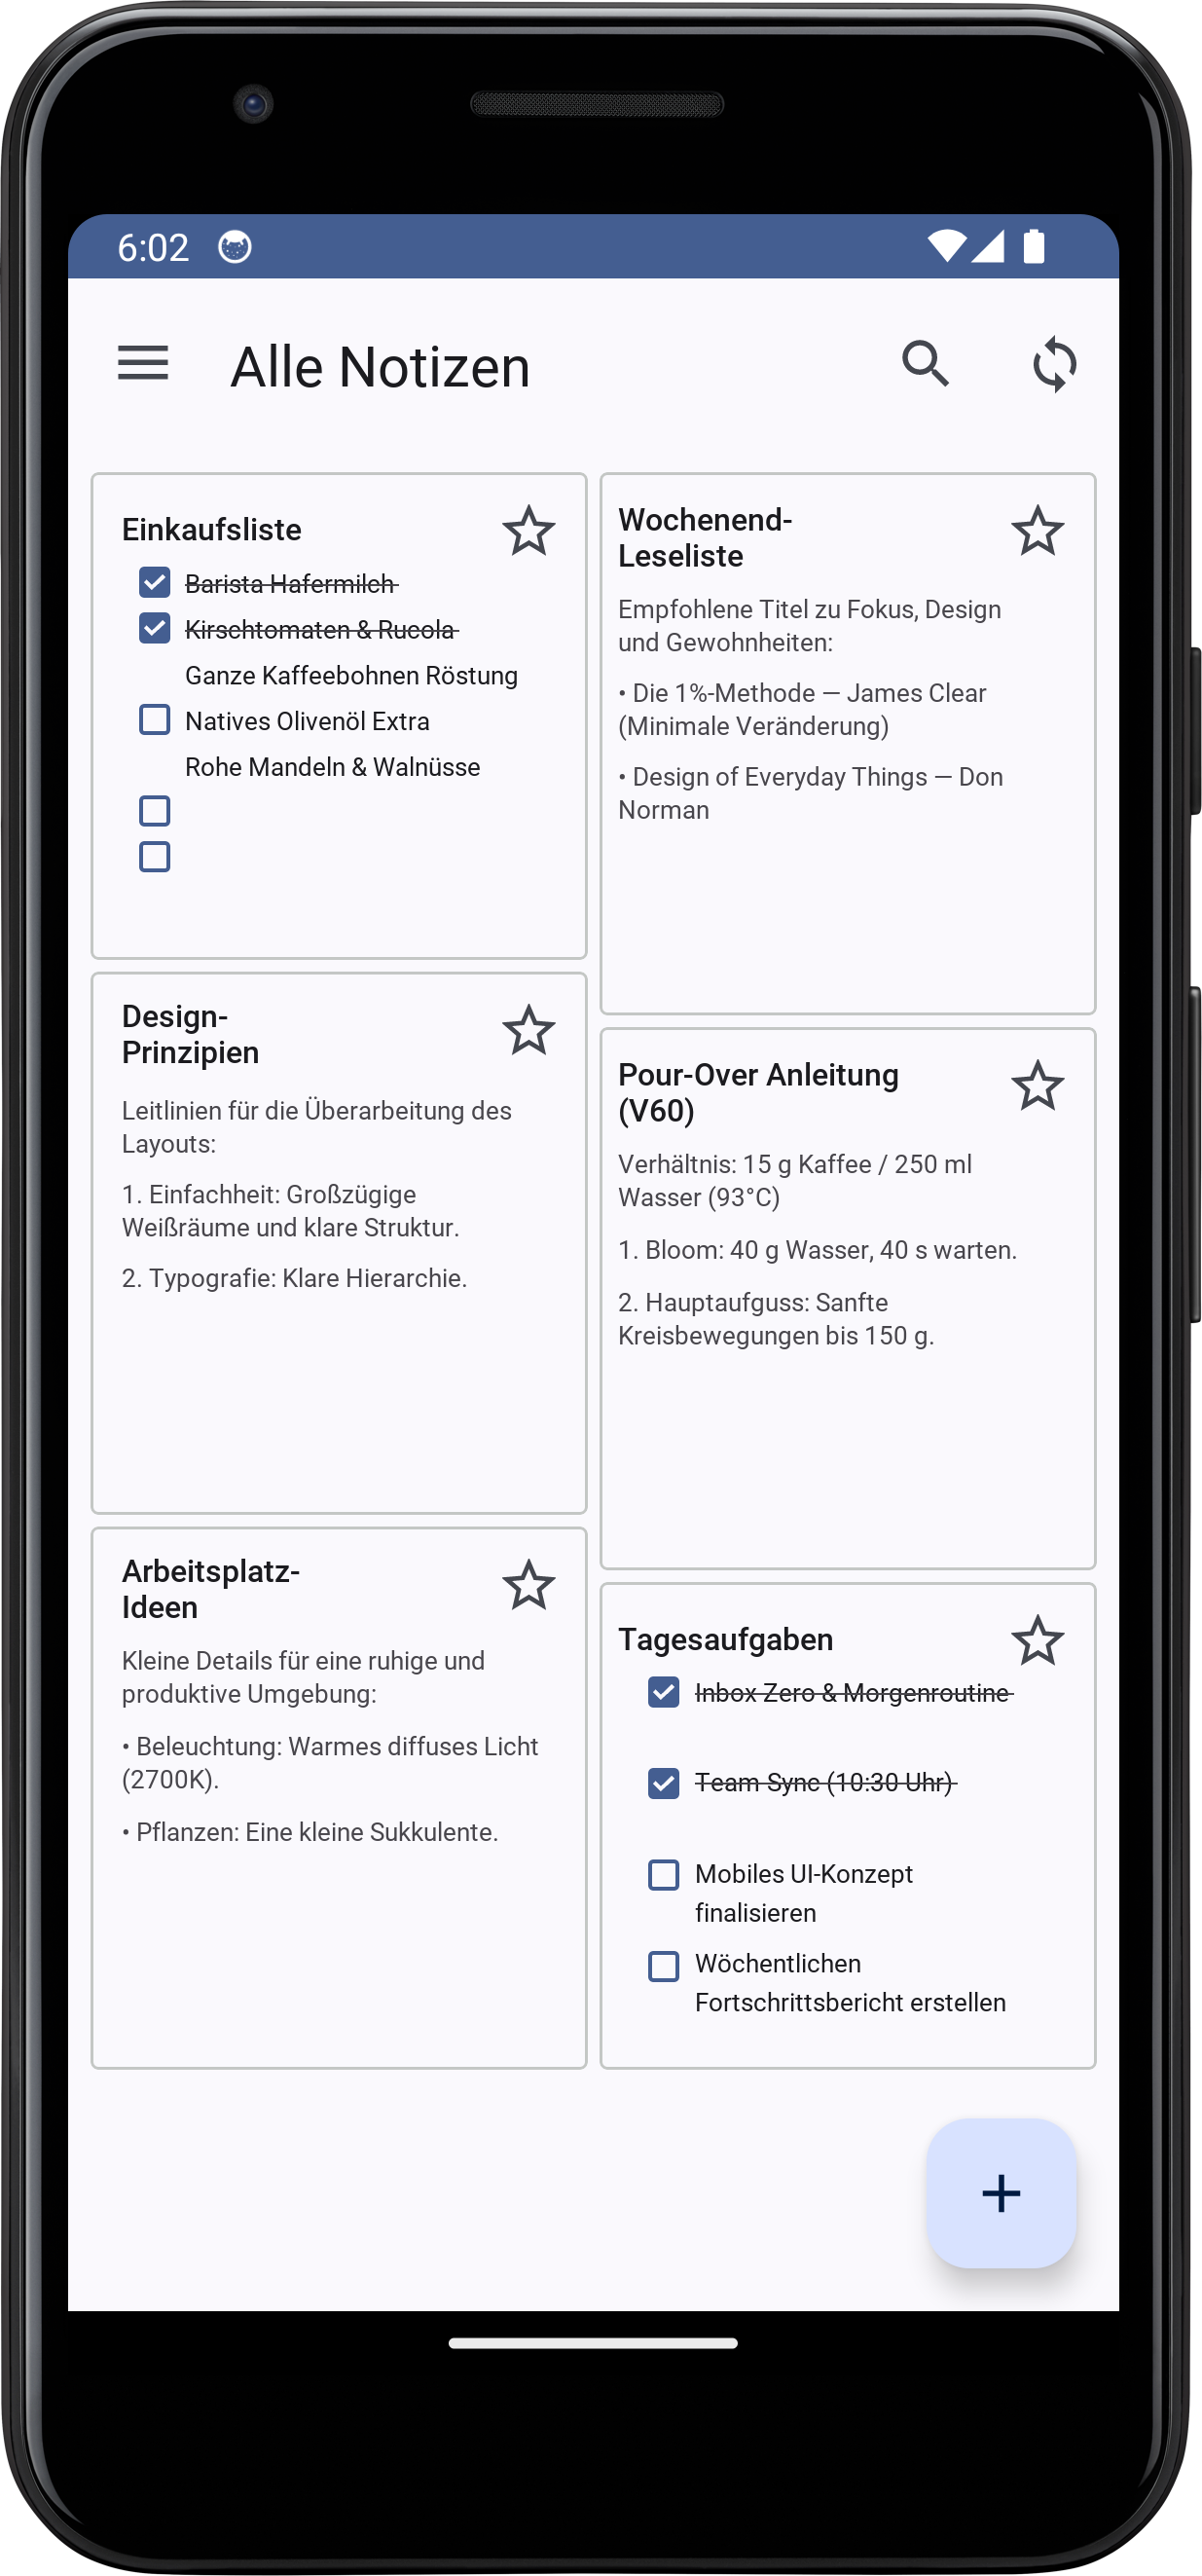 6:02
Alle Notizen
Einkaufsliste
Barista Hafermilch
Kirschtomaten & Rucola
Ganze Kaffeebohnen Röstung
Natives Olivenöl Extra
Rohe Mandeln & Walnüsse
Design-
Prinzipien
Leitlinien für die Überarbeitung des
Layouts:
1. Einfachheit: Großzügige
Weißräume und klare Struktur.
2. Typografie: Klare Hierarchie.
Arbeitsplatz-
Ideen
Kleine Details für eine ruhige und
produktive Umgebung:
• Beleuchtung: Warmes diffuses Licht
(2700K).
• Pflanzen: Eine kleine Sukkulente.
Wochenend-
Leseliste
Empfohlene Titel zu Fokus, Design
und Gewohnheiten:
• Die 1%-Methode — James Clear
(Minimale Veränderung)
• Design of Everyday Things — Don
Norman
Pour-Over Anleitung
(V60)
Verhältnis: 15 g Kaffee / 250 ml
Wasser (93°C)
1. Bloom: 40 g Wasser, 40 s warten.
2. Hauptaufguss: Sanfte
Kreisbewegungen bis 150 g.
Tagesaufgaben
Inbox Zero & Morgenroutine
Team Sync (10:30 Uhr)
Mobiles UI-Konzept
finalisieren
Wöchentlichen
Fortschrittsbericht erstellen